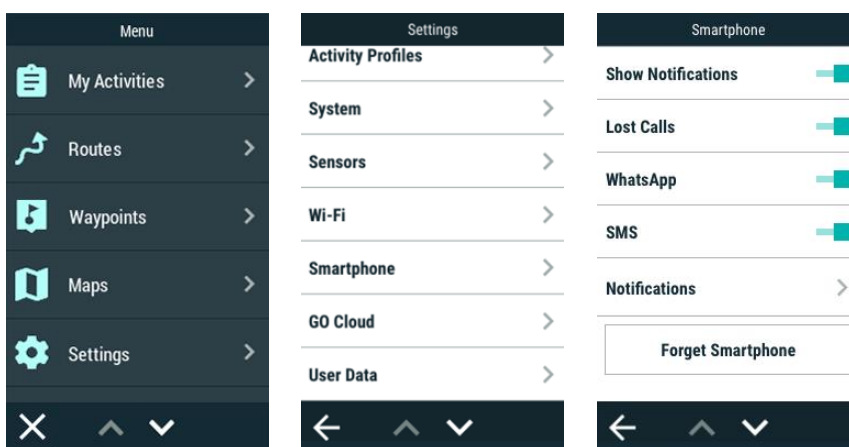 Menu
My Activities
Routes
Waypoints
Maps
Settings
Settings
Activity Profiles
System
Sensors
Wi-Fi
Smartphone
GO Cloud
User Data
Smartphone
Show Notifications
Lost Calls
WhatsApp
SMS
Notifications
Forget Smartphone